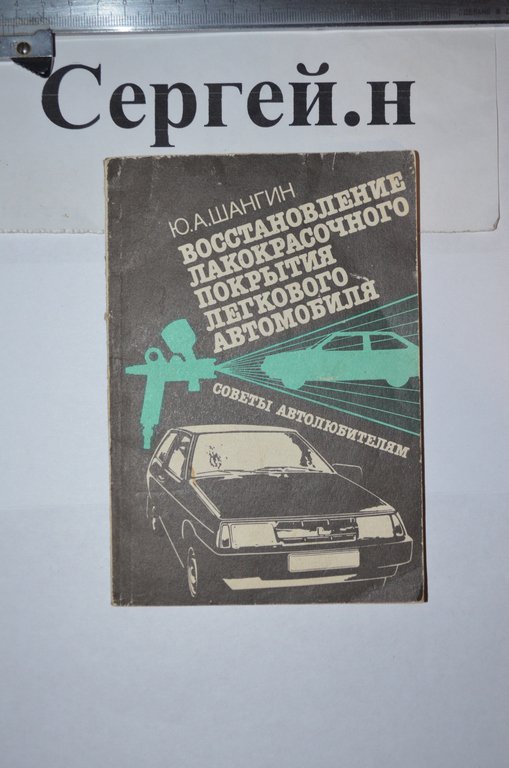 Сергей.н
Ю.А.ШАНГИН
ВОССТАНОВЛЕНИЕ
ЛАКОКРАСОЧНОГО
ПОКРЫТИЯ
ЛЕГКОВОГО
АВТОМОБИЛЯ
СОВЕТЫ АВТОЛЮБИТЕЛЯМ